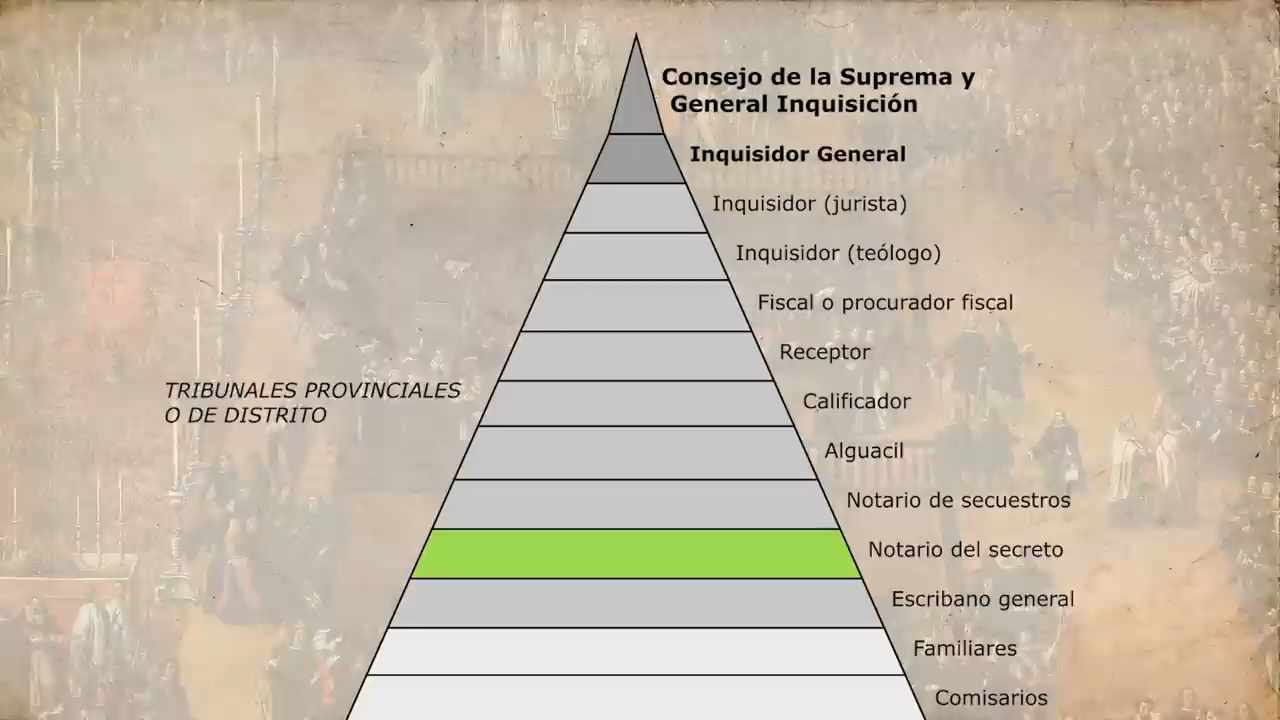 Consejo de la Suprema y
General Inquisición
Inquisidor General
Inquisidor (jurista)
Inquisidor (teólogo)
Fiscal o procurador fiscal
Receptor
TRIBUNALES PROVINCIALES
O DE DISTRITO
Calificador
Alguacil
Notario de secuestros
Notario del secreto
Escribano general
Familiares
Comisarios